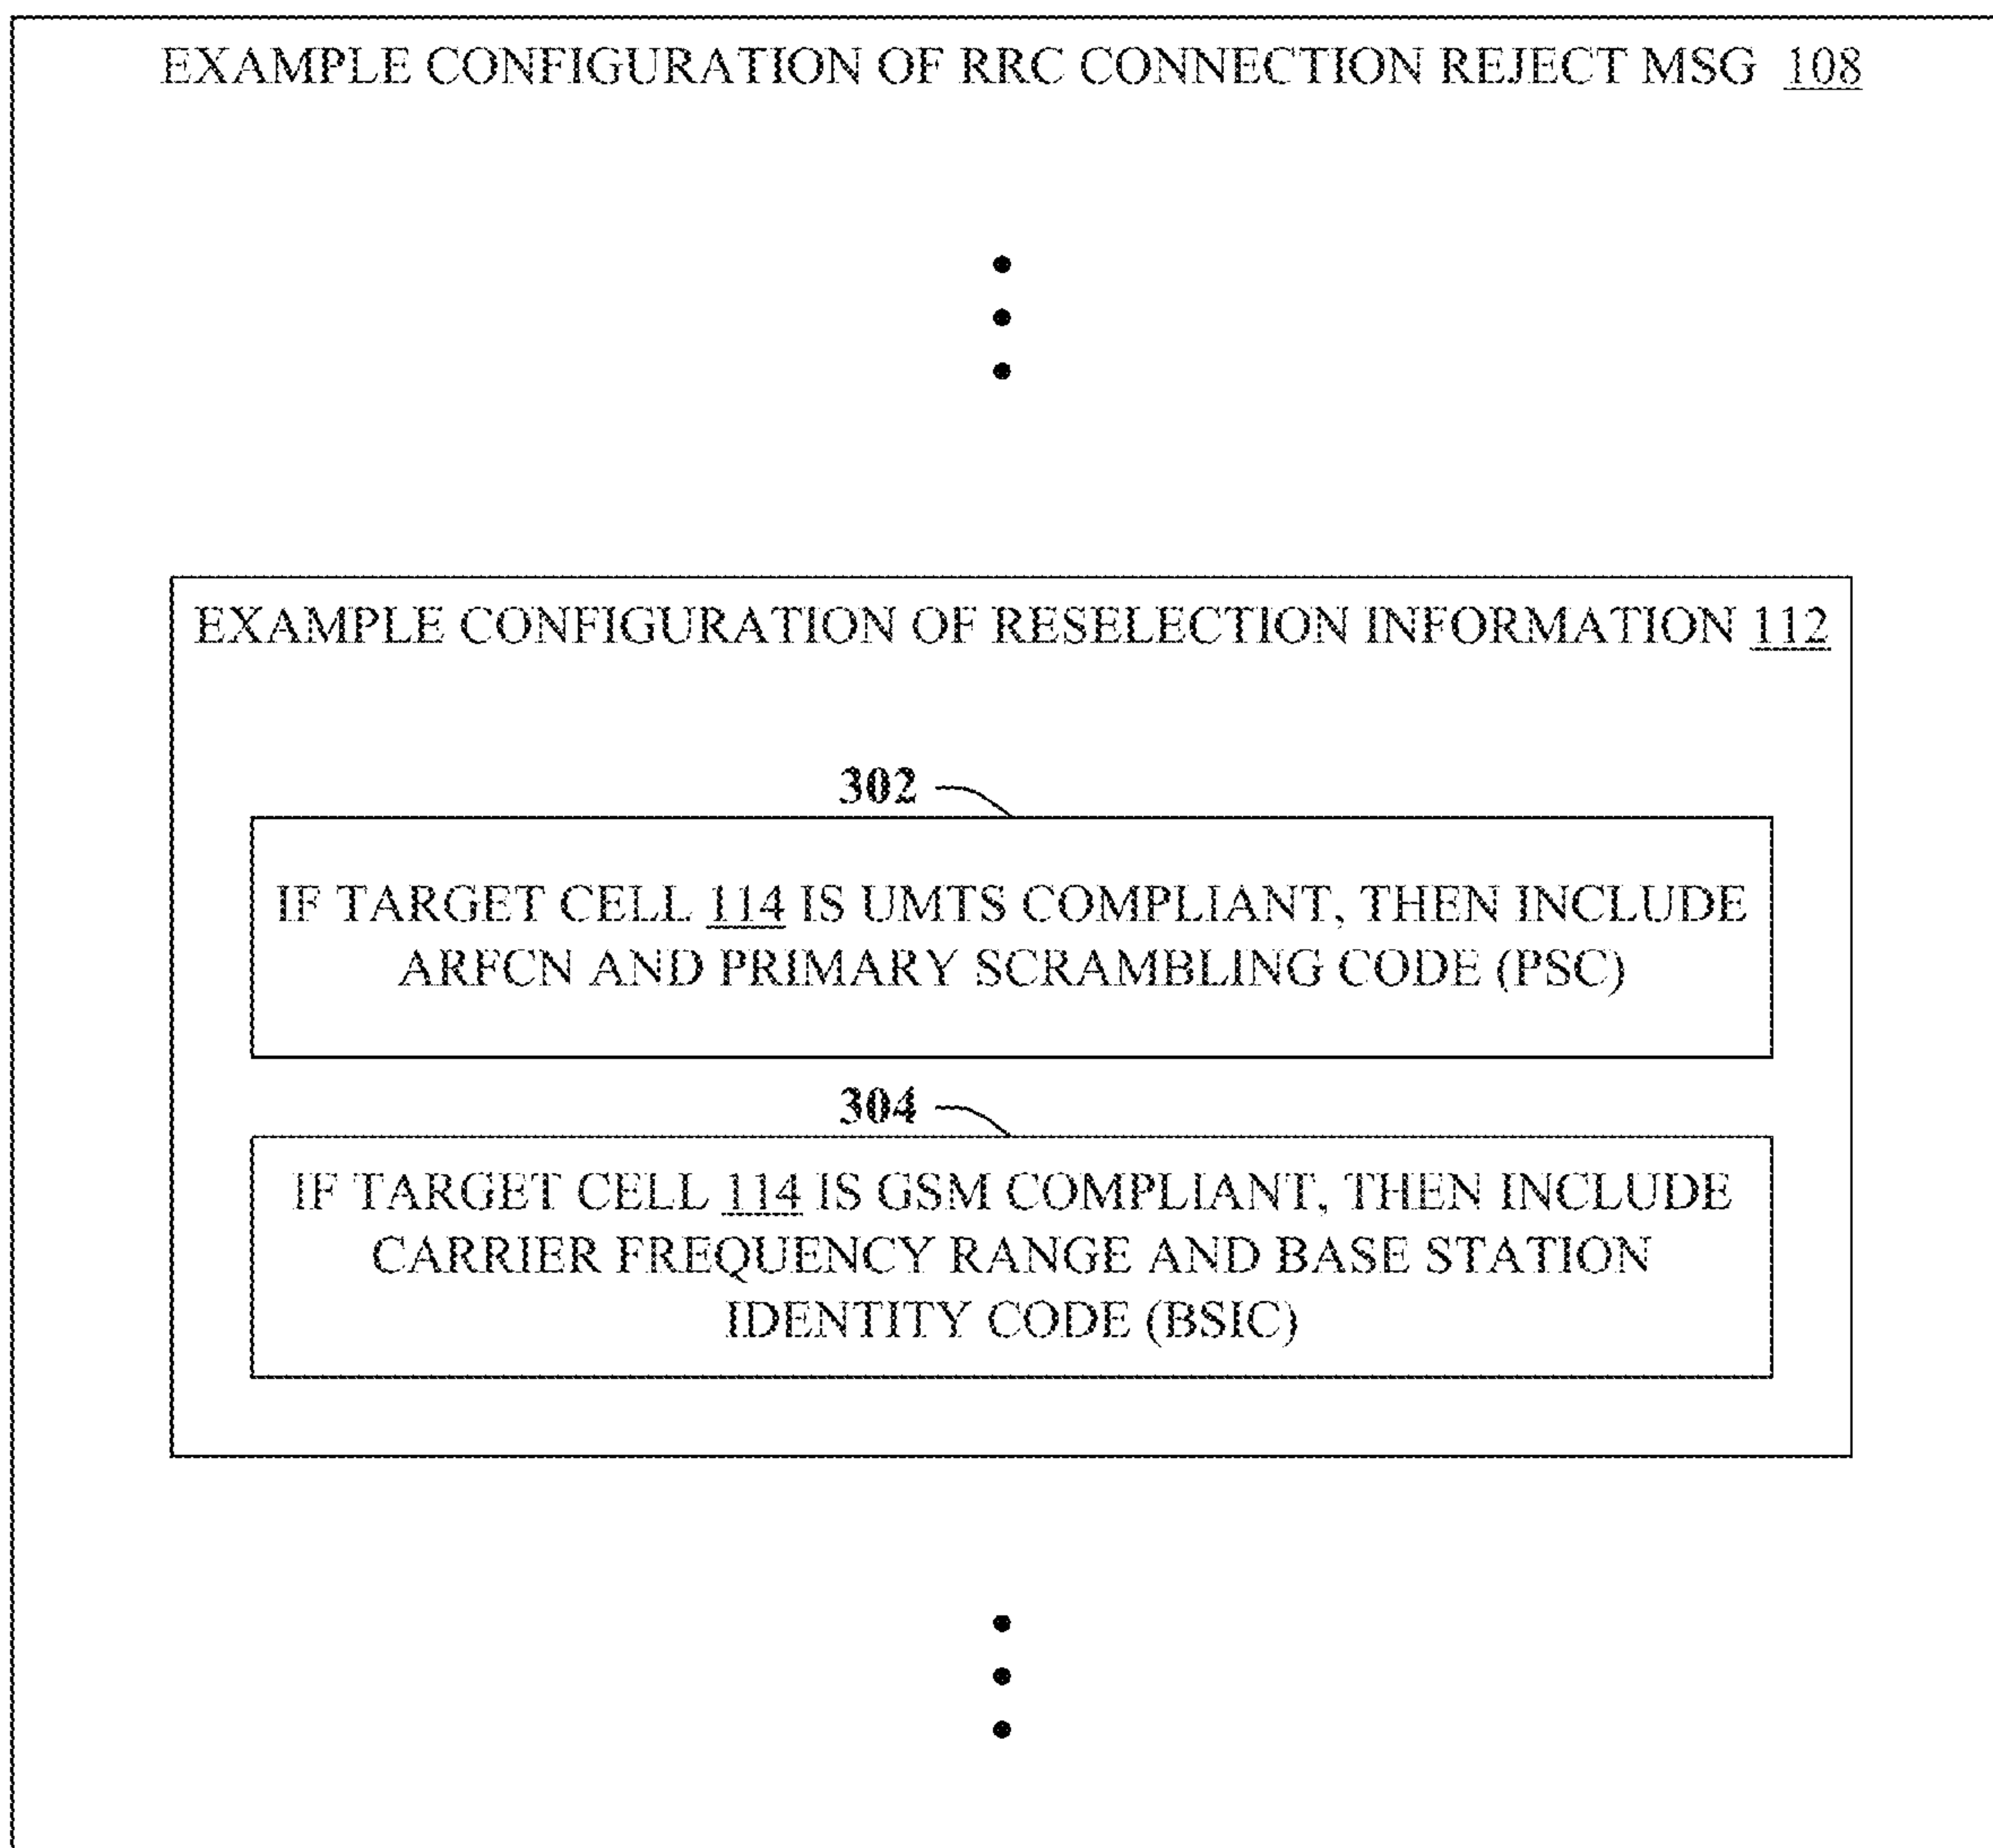 EXAMPLE CONFIGURATION OF RRC CONNECTION REJECT MSG 108
EXAMPLE CONFIGURATION OF RESELECTION INFORMATION 112
302
IF TARGET CELL 114 IS UMTS COMPLIANT, THEN INCLUDE
ARFCN AND PRIMARY SCRAMBLING CODE (PSC)
304
IF TARGET CELL 114 IS GSM COMPLIANT, THEN INCLUDE
CARRIER FREQUENCY RANGE AND BASE STATION
IDENTITY CODE (BSIC)